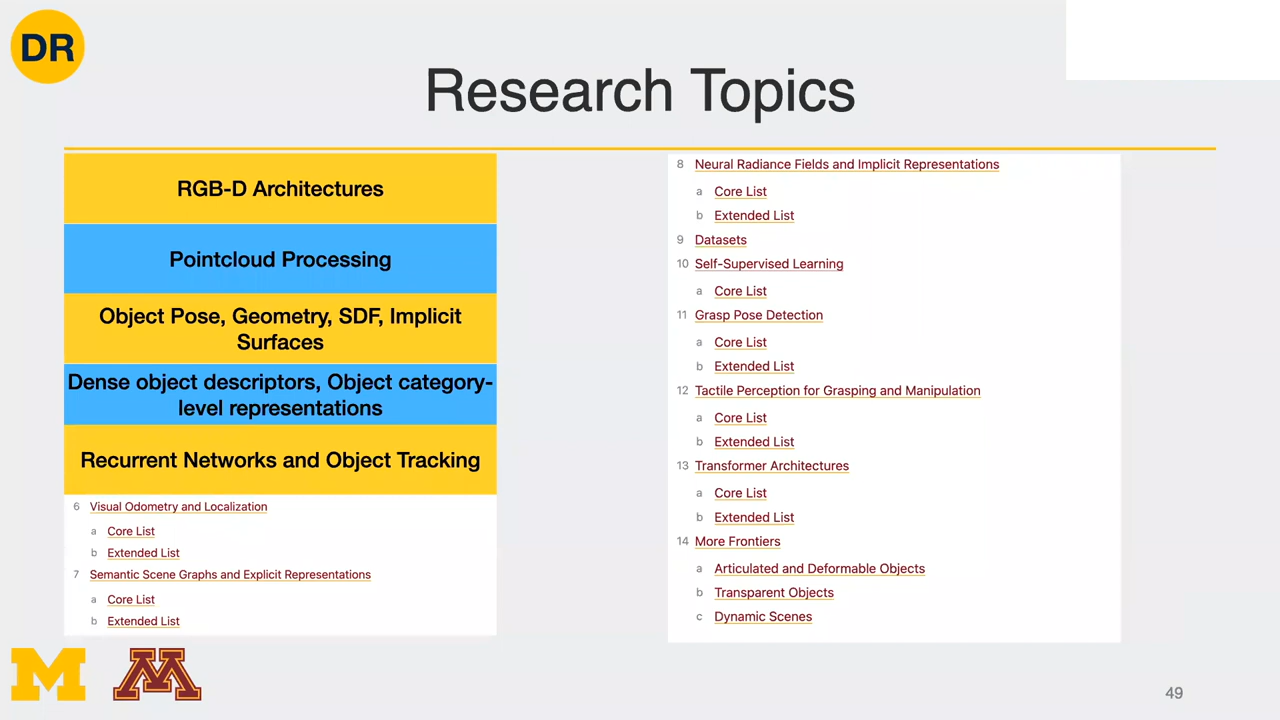 DR
Research Topics
RGB-D Architectures
Pointcloud Processing
Object Pose, Geometry, SDF, Implicit
Surfaces
Dense object descriptors, Object category-
level representations
Recurrent Networks and Object Tracking
6 Visual Odometry and Localization
a Core List
b Extended List
7 Semantic Scene Graphs and Explicit Representations
a Core List
b Extended List
8 Neural Radiance Fields and Implicit Representations
a Core List
b Extended List
9 Datasets
10 Self-Supervised Learning
a Core List
11 Grasp Pose Detection
a Core List
b Extended List
12 Tactile Perception for Grasping and Manipulation
a Core List
b Extended List
13 Transformer Architectures
a Core List
b Extended List
14 More Frontiers
a Articulated and Deformable Objects
b Transparent Objects
c Dynamic Scenes
M
M
49